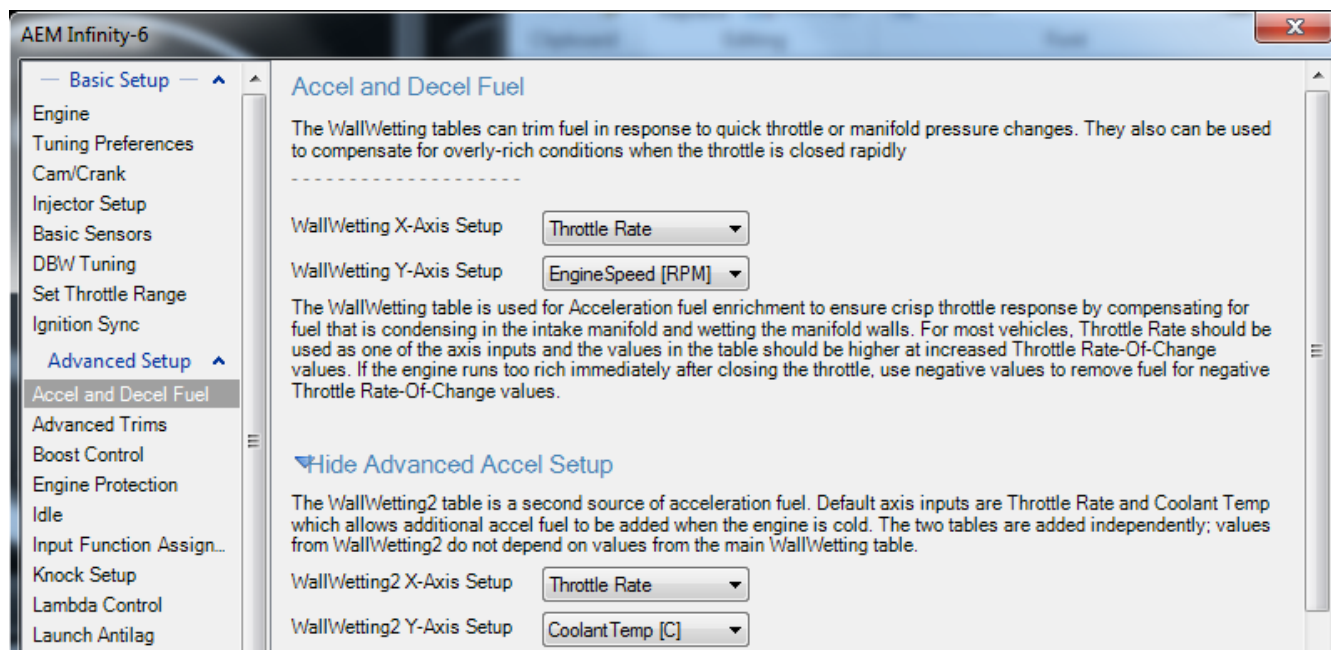 AEM Infinity-6
Basic Setup
Engine
Tuning Preferences
Cam/Crank
Injector Setup
Basic Sensors
DBW Tuning
Set Throttle Range
Ignition Sync
Advanced Setup
Accel and Decel Fuel
Advanced Trims
Boost Control
Engine Protection
Idle
Input Function Assign...
Knock Setup
Lambda Control
Launch Antilag
Accel and Decel Fuel
The WallWetting tables can trim fuel in response to quick throttle or manifold pressure changes. They also can be used
to compensate for overly-rich conditions when the throttle is closed rapidly
- - - - - - - - - - - - - - - - - - - -
WallWetting X-Axis Setup Throttle Rate
WallWetting Y-Axis Setup EngineSpeed [RPM]
The WallWetting table is used for Acceleration fuel enrichment to ensure crisp throttle response by compensating for
fuel that is condensing in the intake manifold and wetting the manifold walls. For most vehicles, Throttle Rate should be
used as one of the axis inputs and the values in the table should be higher at increased Throttle Rate-Of-Change
values. If the engine runs too rich immediately after closing the throttle, use negative values to remove fuel for negative
Throttle Rate-Of-Change values.
Hide Advanced Accel Setup
The WallWetting2 table is a second source of acceleration fuel. Default axis inputs are Throttle Rate and Coolant Temp
which allows additional accel fuel to be added when the engine is cold. The two tables are added independently; values
from WallWetting2 do not depend on values from the main WallWetting table.
WallWetting2 X-Axis Setup Throttle Rate
WallWetting2 Y-Axis Setup CoolantTemp [C]